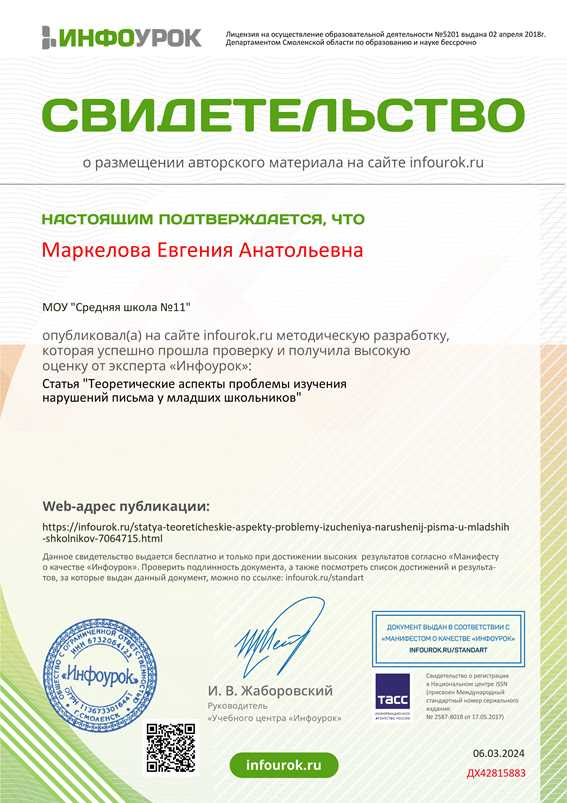 ИНФОУРОК
Лицензия на осуществление образовательной деятельности №5201 выдана 02 апреля 2018г.
Департаментом Смоленской области по образованию и науке бессрочно
СВИДЕТЕЛЬСТВО
о размещении авторского материала на сайте infourok.ru
НАСТОЯЩИМ ПОДТВЕРЖДАЕТСЯ, ЧТО
Маркелова Евгения Анатольевна
МОУ "Средняя школа №11"
опубликовал(а) на сайте infourok.ru методическую разработку,
которая успешно прошла проверку и получила высокую
оценку от эксперта «Инфоурок»:
Статья "Теоретические аспекты проблемы изучения
нарушений письма у младших школьников"
Web-адрес публикации:
https://infourok.ru/statya-teoreticheskie-aspekty-problemy-izucheniya-narushenij-pisma-u-mladshih
-shkolnikov-7064715.html
Данное свидетельство выдается бесплатно и только при достижении высоких результатов согласно «Манифесту
о качестве «Инфоурок». Проверить подлинность документа, а также посмотреть список достижений и результа-
тов, за которые выдан данный документ, можно по ссылке: infourok.ru/standart
ОБЩЕСТВО С ОГРАНИЧЕННОЙ ОТВЕТСТВЕННОСТЬЮ
«Инфоурок»
Г.СМОЛЕНСК
И. В. Жаборовский
Руководитель
«Учебного центра «Инфоурок»
ДОКУМЕНТ ВЫДАН В СООТВЕТСТВИИ С
«МАНИФЕСТОМ О КАЧЕСТВЕ «ИНФОУРОК»
INFOUROK.RU/STANDART
ТАСС
ИНФОРМАЦИОННОЕ
АГЕНТСТВО РОССИИ
Свидетельство о регистрации
в Национальном центре ISSN
(присвоен Международный
стандартный номер сериального
издания:
№ 2587-8018 от 17.05.2017)
infourok.ru
06.03.2024
ДХ42815883